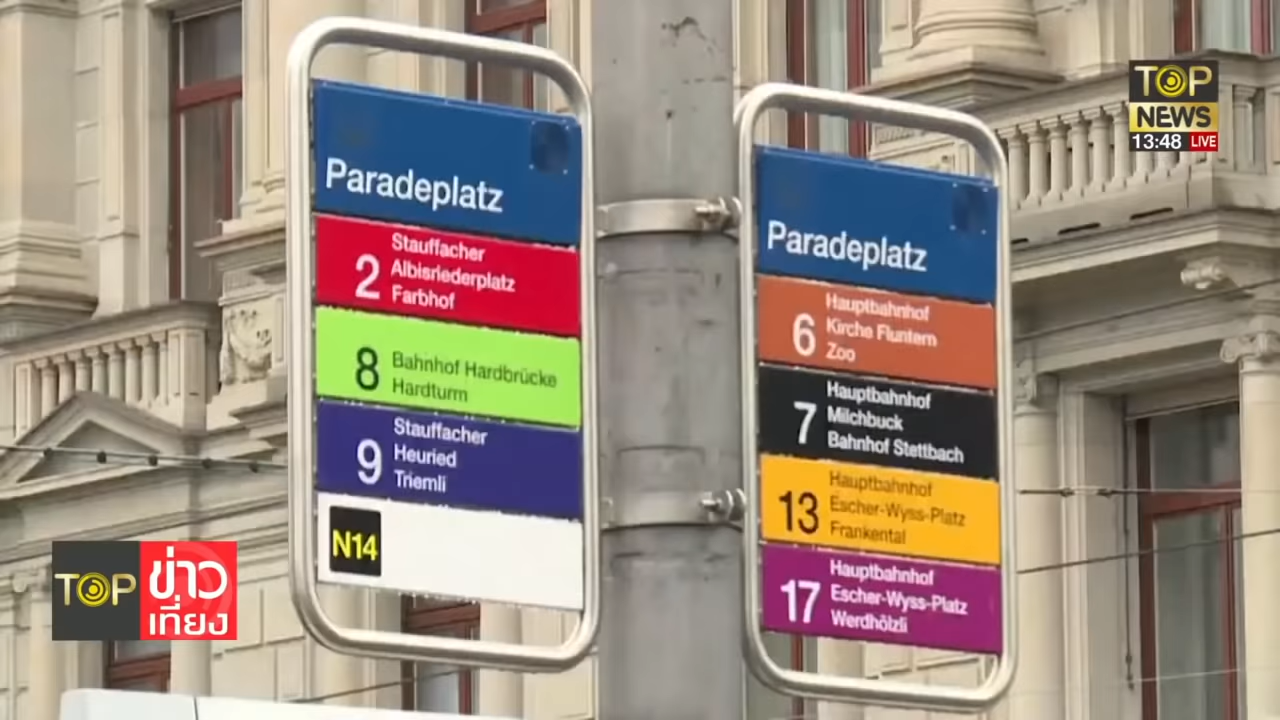 Paradeplatz
2
Stauffacher
Albisriederplatz
Farbhof
8
Bahnhof Hardbrücke
Hardturm
9
Stauffacher
Heuried
Triemli
N14
Paradeplatz
6
Hauptbahnhof
Kirche Fluntern
Zoo
7
Hauptbahnhof
Milchbuck
Bahnhof Stettbach
13
Hauptbahnhof
Escher-Wyss-Platz
Frankental
17
Hauptbahnhof
Escher-Wyss-Platz
Werdhölzli
TOP
NEWS
13:48 LIVE
TOP
ข่าว
เที่ยง